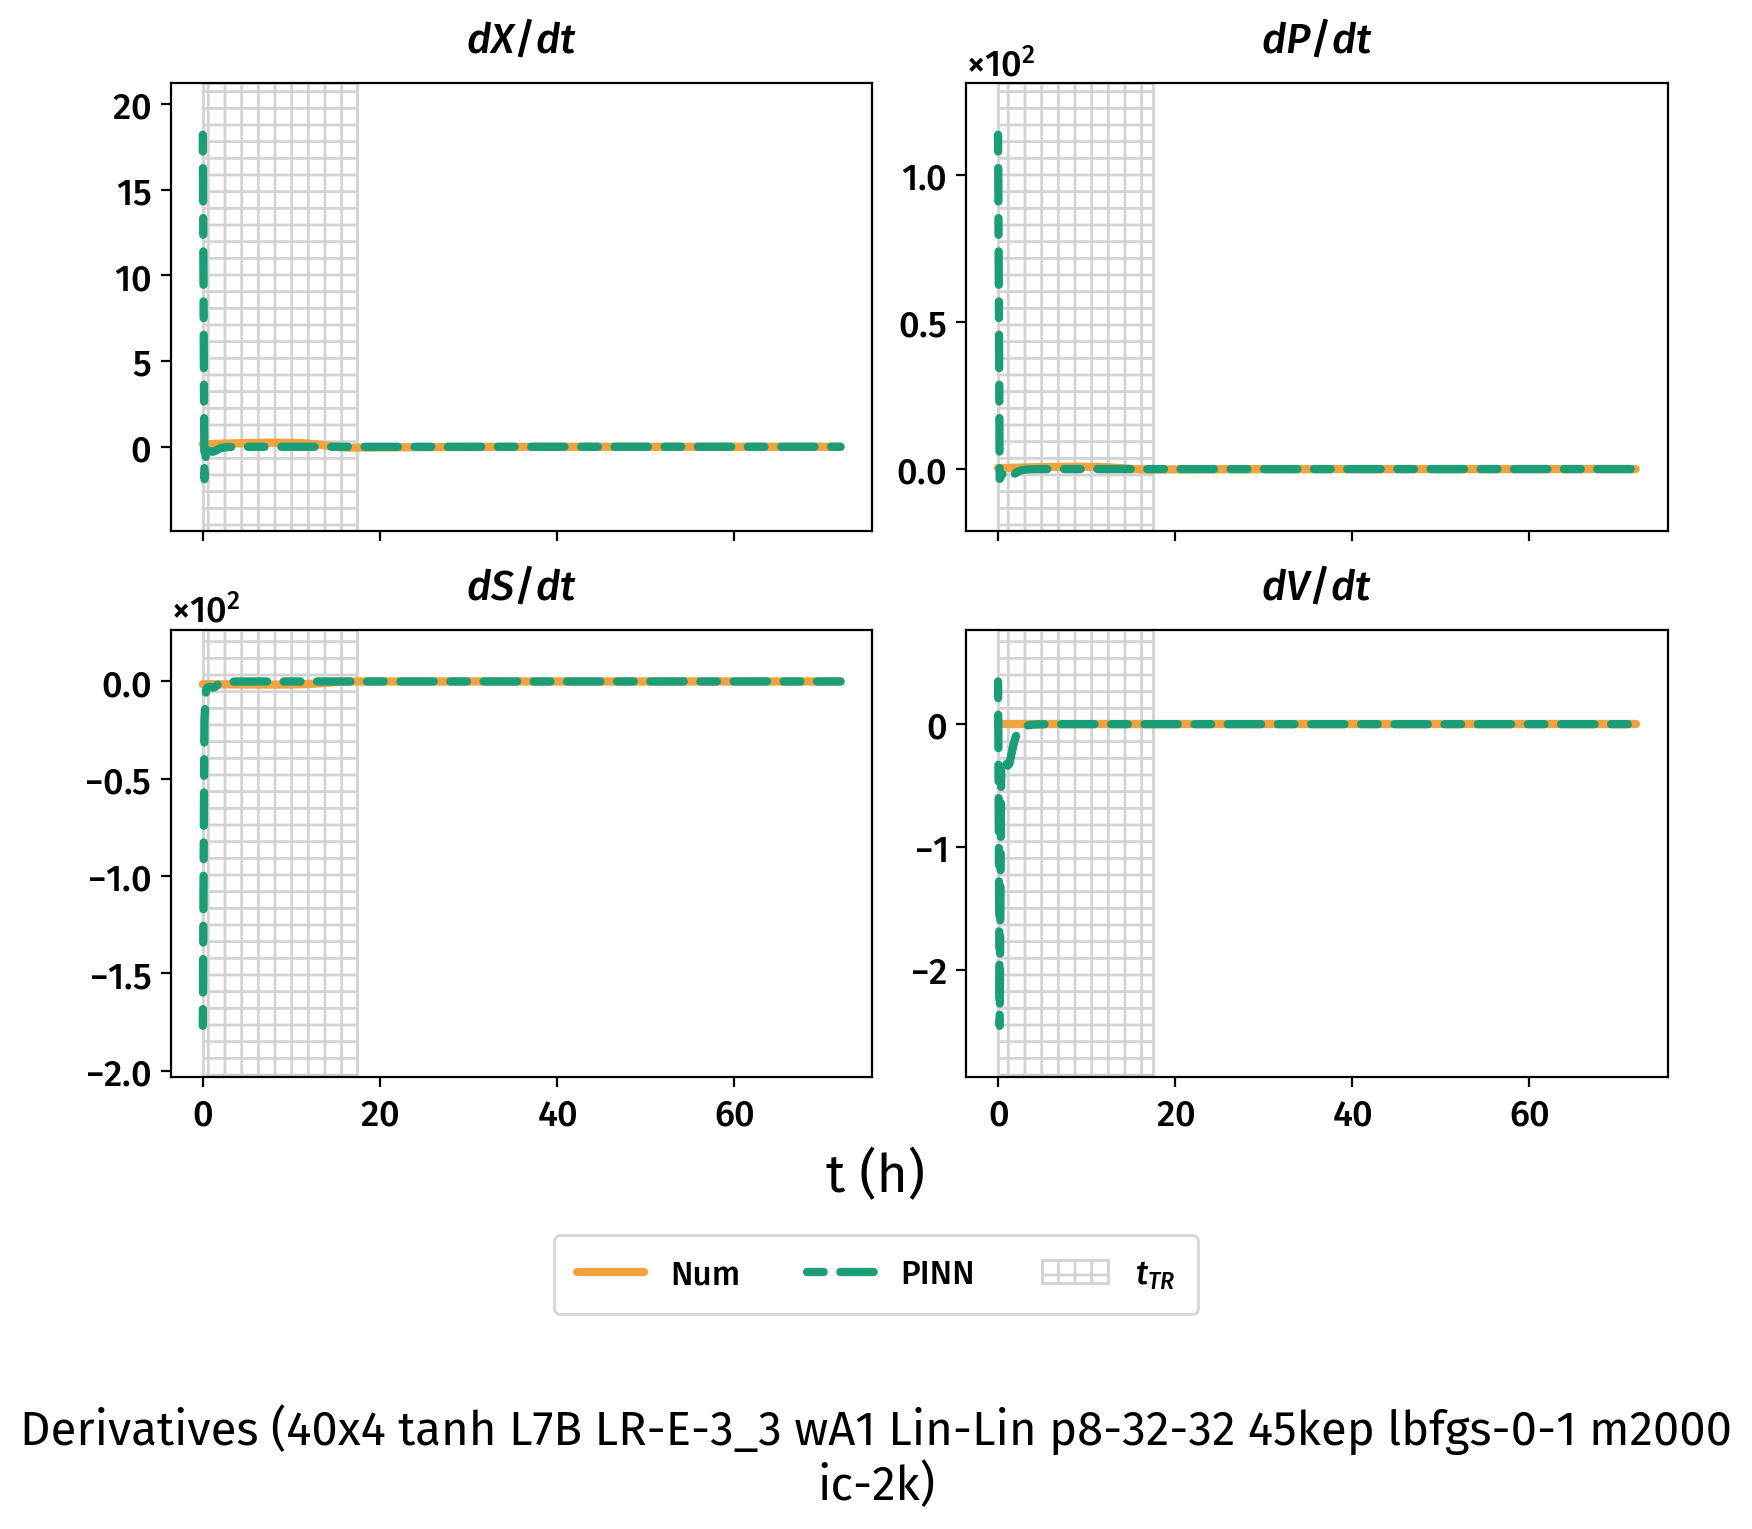 dX/dt
20
15
10
5
0
dP/dt
×10²
1.0
0.5
0.0
dS/dt
×10²
0.0
−0.5
−1.0
−1.5
−2.0
0 20 40 60
dV/dt
0
−1
−2
0 20 40 60
t (h)
Num PINN t_TR
Derivatives (40x4 tanh L7B LR-E-3_3 wA1 Lin-Lin p8-32-32 45kep lbfgs-0-1 m2000
ic-2k)